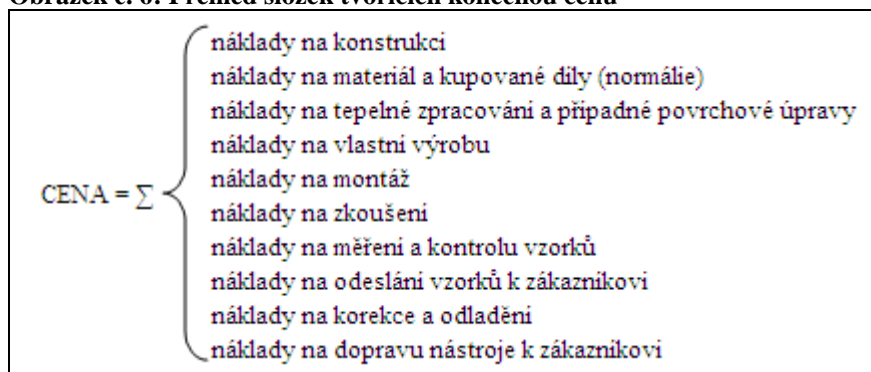 Obrázek č. 6: Přehled složek tvořících konečnou cenu
náklady na konstrukci
náklady na materiál a kupované díly (normálie)
náklady na tepelné zpracování a případné povrchové úpravy
náklady na vlastní výrobu
náklady na montáž
CENA = ∑
náklady na zkoušení
náklady na měření a kontrolu vzorků
náklady na odeslání vzorků k zákazníkovi
náklady na korekce a odladění
náklady na dopravu nástroje k zákazníkovi